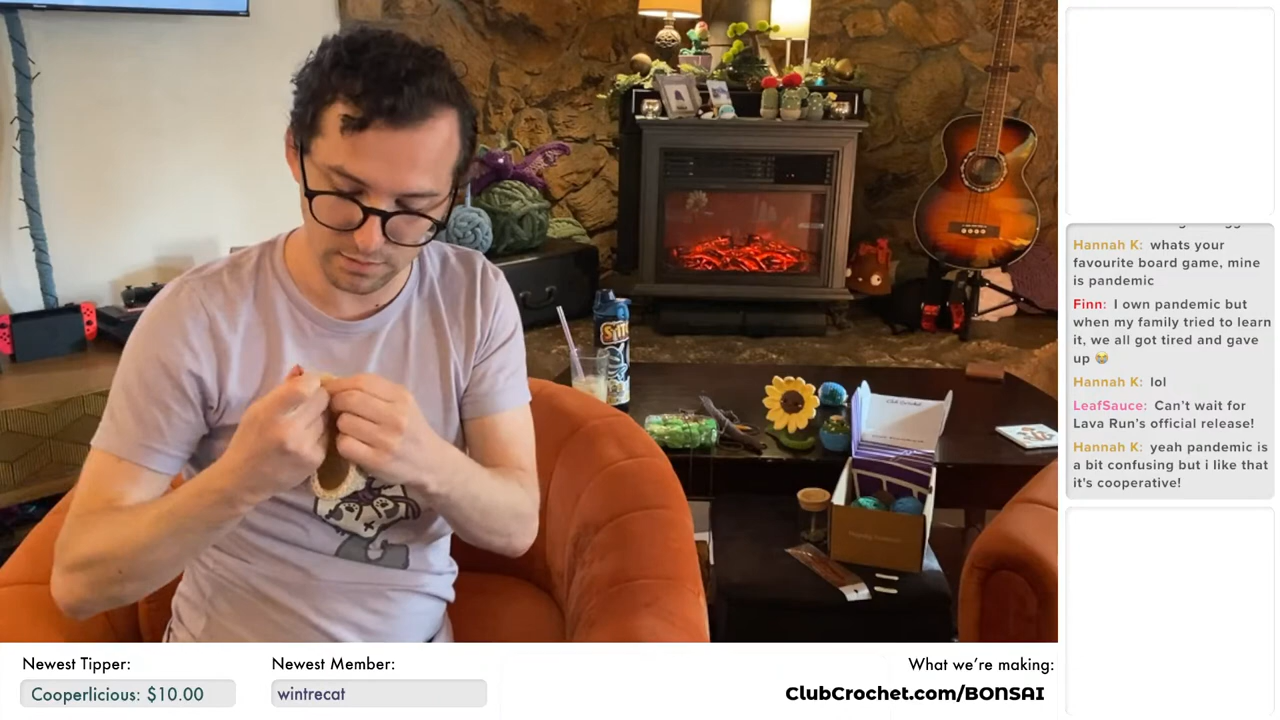 Hannah K: whats your
favourite board game, mine
is pandemic
Finn: I own pandemic but
when my family tried to learn
it, we all got tired and gave
up 😭
Hannah K: lol
LeafSauce: Can't wait for
Lava Run's official release!
Hannah K: yeah pandemic is
a bit confusing but i like that
it's cooperative!
Newest Tipper:
Cooperlicious: $10.00
Newest Member:
wintrecat
What we're making:
ClubCrochet.com/BONSAI